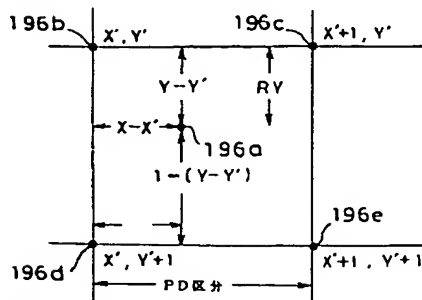 196b
X', Y'
196c
X'+1, Y'
Y-Y'
RY
X-X'
196a
1-(Y-Y')
196d
X', Y'+1
196e
X'+1, Y'+1
PD区分